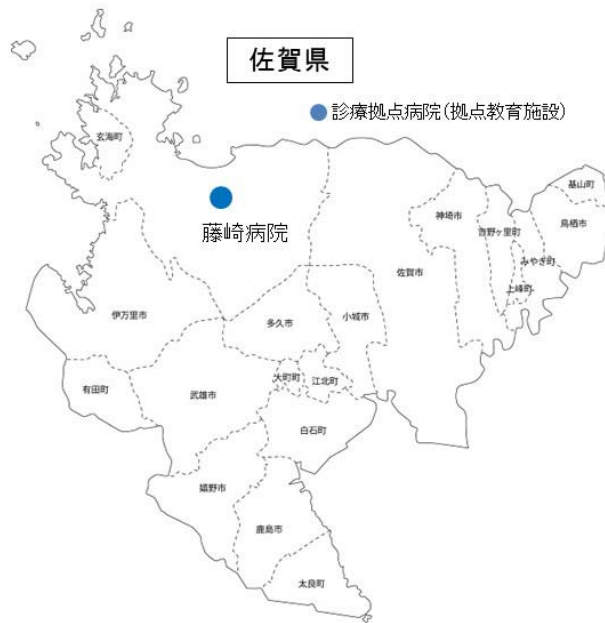 佐賀県
診療拠点病院(拠点教育施設)
玄海町
基山町
神埼市
吉野ヶ里町
鳥栖市
藤崎病院
みやき町
佐賀市
上峰町
伊万里市
多久市
小城市
大町町
江北町
有田町
武雄市
白石町
嬉野市
鹿島市
太良町